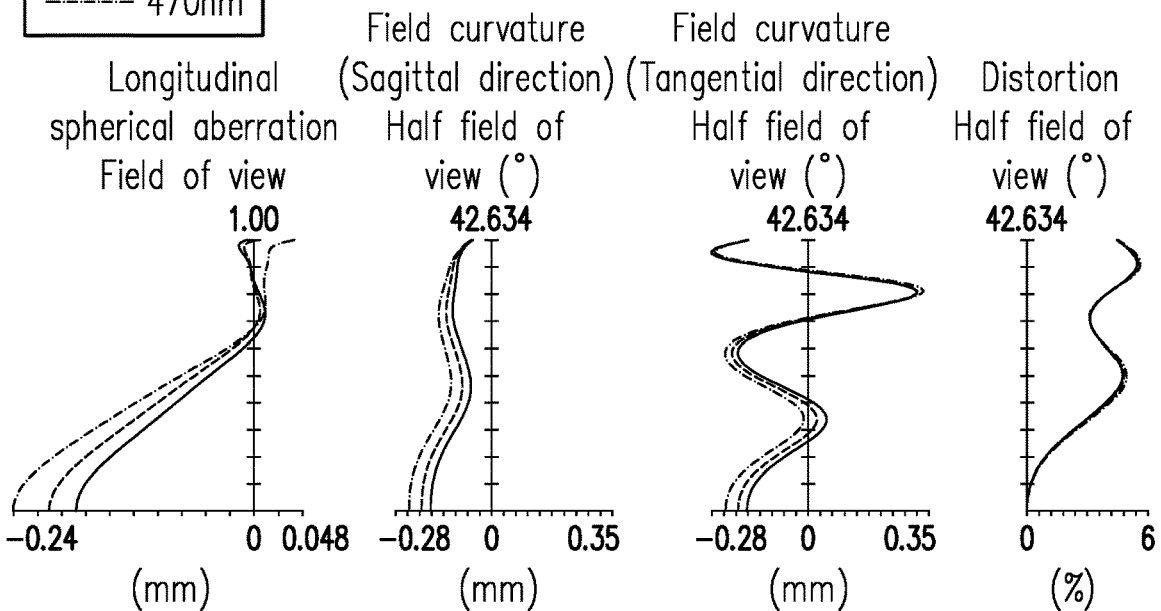 470nm
Longitudinal
spherical aberration
Field of view
1.00
Field curvature
(Sagittal direction)
Half field of
view (°)
42.634
Field curvature
(Tangential direction)
Half field of
view (°)
42.634
Distortion
Half field of
view (°)
42.634
-0.24 0 0.048
(mm)
-0.28 0 0.35
(mm)
-0.28 0 0.35
(mm)
0 6
(%)